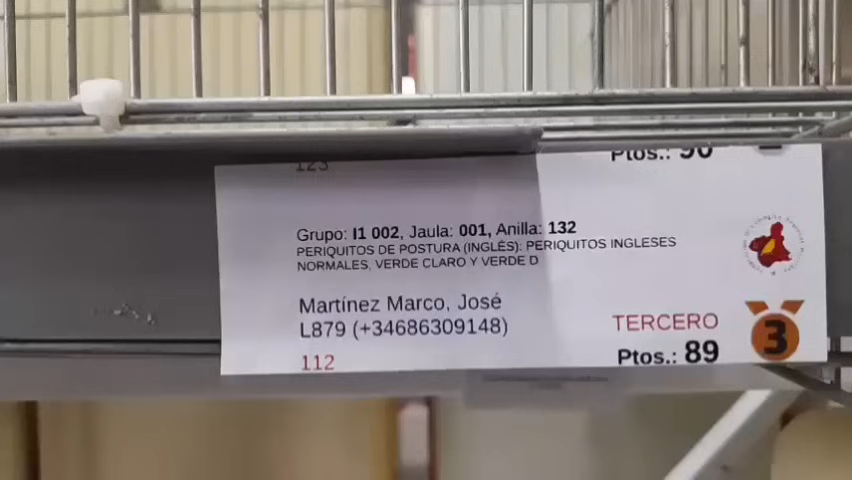 123
Ptos.: 90
Grupo: I1 002, Jaula: 001, Anilla: 132
PERIQUITOS DE POSTURA (INGLÉS): PERIQUITOS INGLESES
NORMALES, VERDE CLARO Y VERDE D
Martínez Marco, José
L879 (+34686309148)
TERCERO
3
112
Ptos.: 89